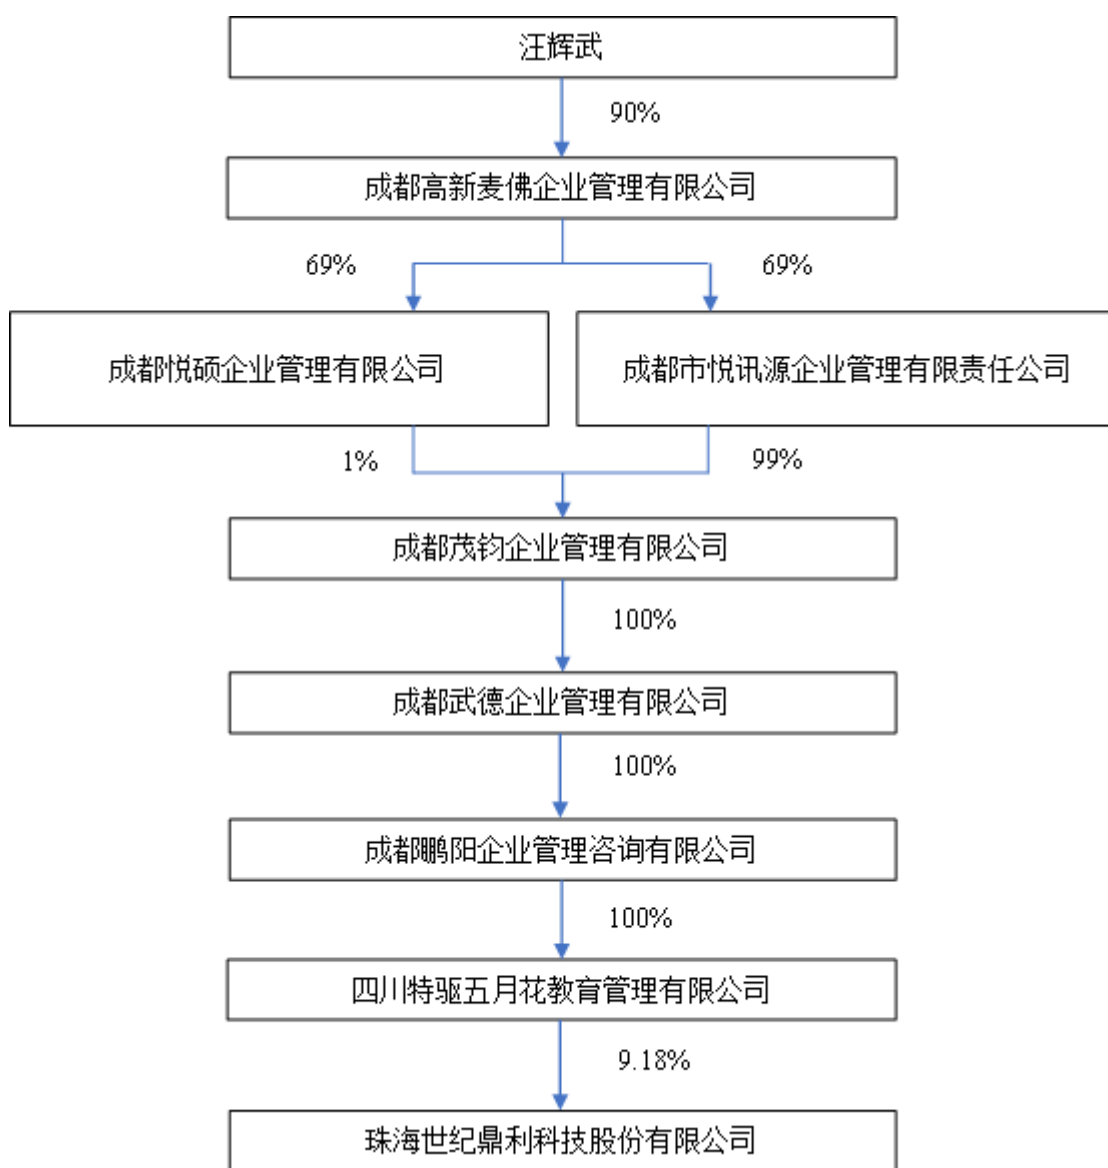 汪辉武
90%
成都高新麦佛企业管理有限公司
69%
69%
成都悦硕企业管理有限公司
成都市悦讯源企业管理有限责任公司
1%
99%
成都茂钧企业管理有限公司
100%
成都武德企业管理有限公司
100%
成都鹏阳企业管理咨询有限公司
100%
四川特驱五月花教育管理有限公司
9.18%
珠海世纪鼎利科技股份有限公司